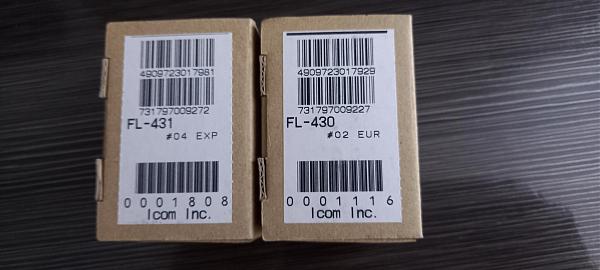 4909723017981
731797009272
FL-431
#04 EXP
0001808
Icom Inc.
4909723017929
731797009227
FL-430
#02 EUR
0001116
Icom Inc.